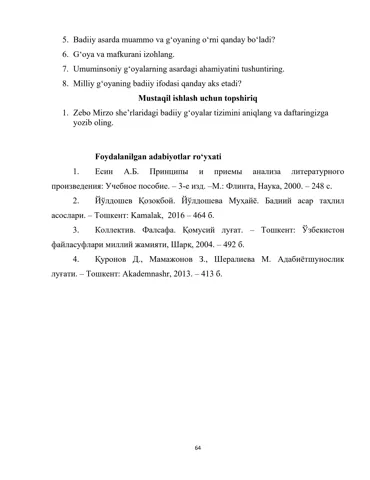 5. Badiiy asarda muammo va g‘oyaning o‘rni qanday bo‘ladi?
6. G‘oya va mafkurani izohlang.
7. Umuminsoniy g‘oyalarning asardagi ahamiyatini tushuntiring.
8. Milliy g‘oyaning badiiy ifodasi qanday aks etadi?
Mustaqil ishlash uchun topshiriq
1. Zebo Mirzo she’rlaridagi badiiy g‘oyalar tizimini aniqlang va daftaringizga
yozib oling.
Foydalanilgan adabiyotlar ro‘yxati
1. Есин А.Б. Принципы и приемы анализа литературного
произведения: Учебное пособие. – 3-е изд. –М.: Флинта, Наука, 2000. – 248 с.
2. Йўлдошев Қозоқбой. Йўлдошева Муҳайё. Бадиий асар таҳлил
асослари. – Тошкент: Kamalak, 2016 – 464 б.
3. Коллектив. Фалсафа. Қомусий луғат. – Тошкент: Ўзбекистон
файласуфлари миллий жамияти, Шарқ, 2004. – 492 б.
4. Қуронов Д., Мамажонов З., Шералиева М. Адабиётшунослик
луғати. – Тошкент: Akademnashr, 2013. – 413 б.
64